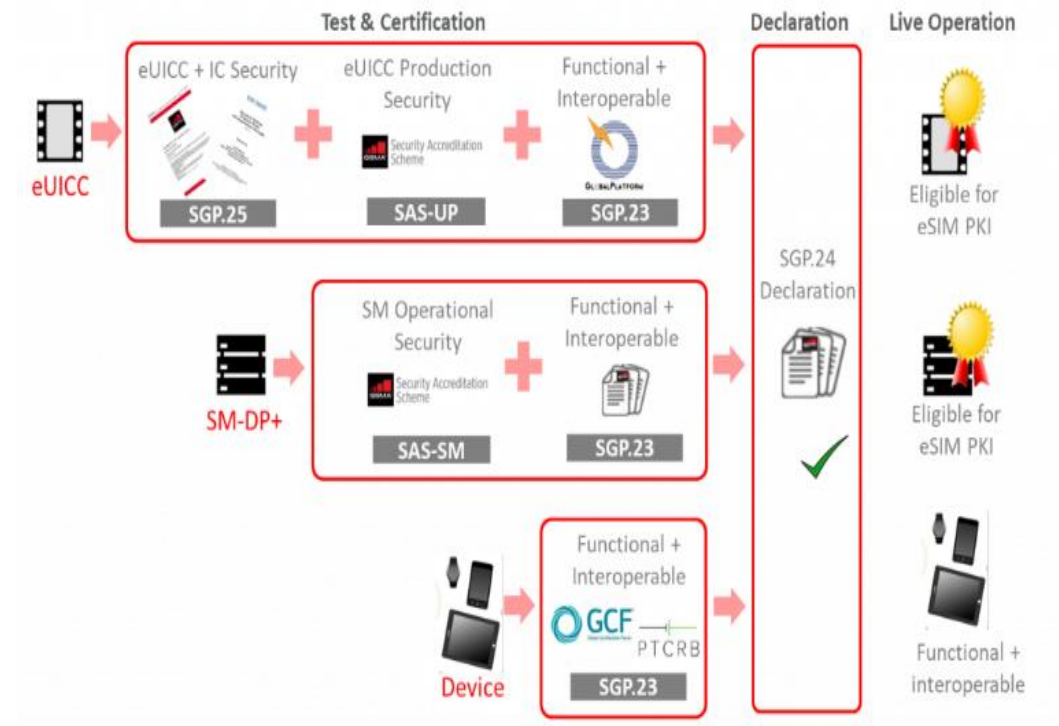 Test & Certification
Declaration
Live Operation
eUICC + IC Security
eUICC Production
Security
Functional +
Interoperable
GSMA
Security Accreditation
Scheme
GLOBALPLATFORM
eUICC
SGP.25
SAS-UP
SGP.23
Eligible for
eSIM PKI
SGP.24
Declaration
SM Operational
Security
Functional +
Interoperable
GSMA
Security Accreditation
Scheme
SM-DP+
SAS-SM
SGP.23
Eligible for
eSIM PKI
Functional +
Interoperable
GCF
PTCRB
Device
SGP.23
Functional +
interoperable